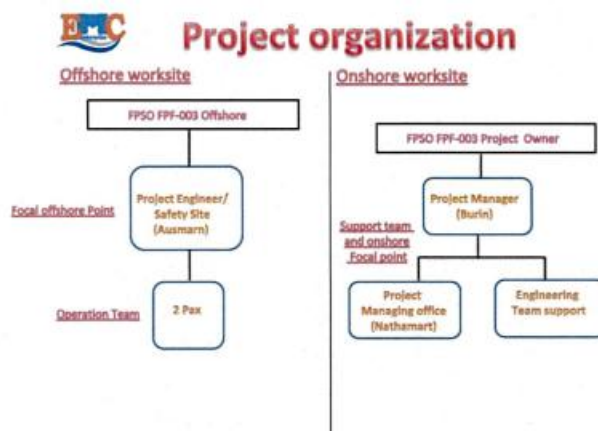 EMC
Project organization
Offshore worksite
FPSO FPF-003 Offshore
Focal offshore Point
Project Engineer/
Safety Site
(Ausmarn)
Operation Team
2 Pax
Onshore worksite
FPSO FPF-003 Project Owner
Project Manager
(Burin)
Support team
and onshore
Focal point
Project
Managing office
(Nathamart)
Engineering
Team support